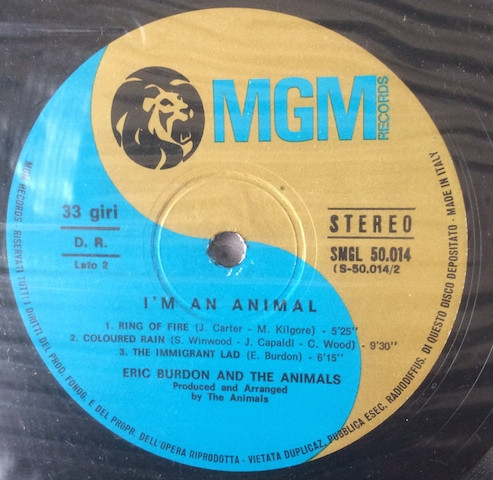 MGM
RECORDS
33 giri
D. R.
Lato 2
STEREO
SMGL 50.014
(S-50.014/2
I'M AN ANIMAL
1. RING OF FIRE (J. Carter - M. Kilgore) - 5'25"
2. COLOURED RAIN (S. Winwood - J. Capaldi - C. Wood) - 9'30"
3. THE IMMIGRANT LAD (E. Burdon) - 6'15"
ERIC BURDON AND THE ANIMALS
Produced and Arranged
by The Animals
MGM RECORDS. RISERVATI TUTTI I DIRITTI DEL PROD. FONOG. E DEL PROPR. DELL'OPERA RIPRODOTTA - VIETATA DUPLICAZ. PUBBLICA ESEC. RADIODIFFUS. DI QUESTO DISCO DEPOSITATO - MADE IN ITALY